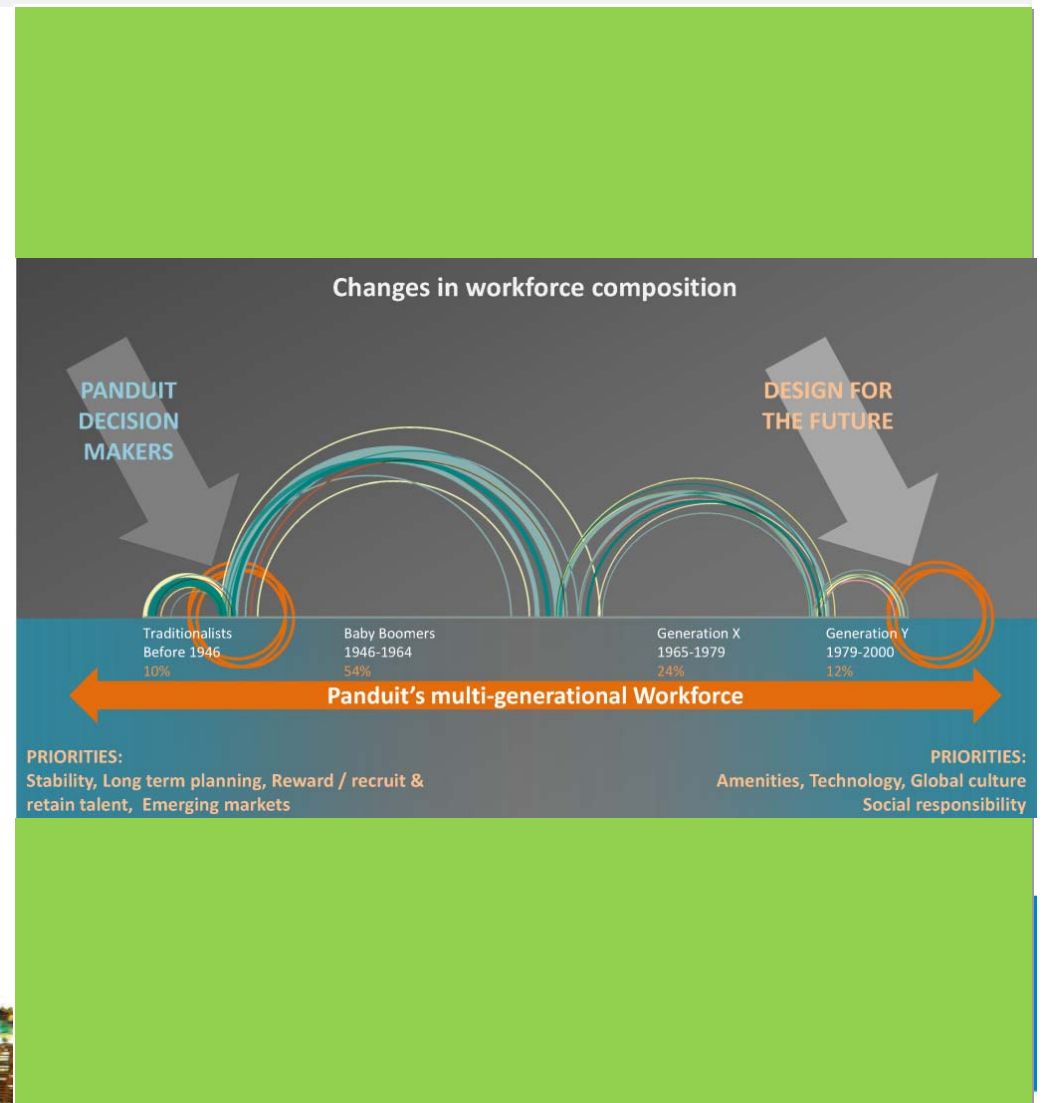 Changes in workforce composition
PANDUIT
DECISION
MAKERS
DESIGN FOR
THE FUTURE
Traditionalists
Before 1946
10%
Baby Boomers
1946-1964
54%
Generation X
1965-1979
24%
Generation Y
1979-2000
12%
Panduit's multi-generational Workforce
PRIORITIES:
Stability, Long term planning, Reward / recruit &
retain talent, Emerging markets
PRIORITIES:
Amenities, Technology, Global culture
Social responsibility